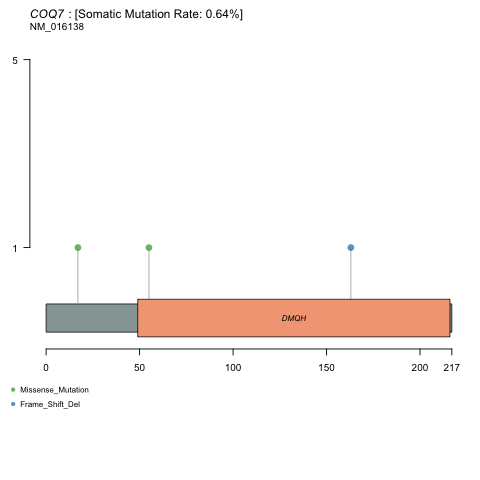 COQ7 : [Somatic Mutation Rate: 0.64%]
NM_016138
5
1
DMQH
0 50 100 150 200 217
Missense_Mutation
Frame_Shift_Del